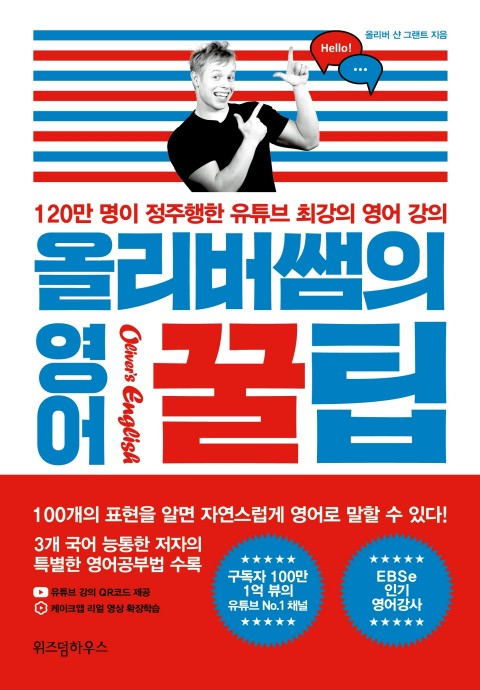 올리버 샨 그랜트 지음
Hello!
...
120만 명이 정주행한 유튜브 최강의 영어 강의
올리버쌤의
영어
Oliver's English
꿀팁
100개의 표현을 알면 자연스럽게 영어로 말할 수 있다!
3개 국어 능통한 저자의
특별한 영어공부법 수록
유튜브 강의 QR코드 제공
케이크앱 리얼 영상 확장학습
★★★★★
구독자 100만
1억 뷰의
유튜브 No.1 채널
★★★★★
★★★★★
EBSe
인기
영어강사
★★★★★
위즈덤하우스